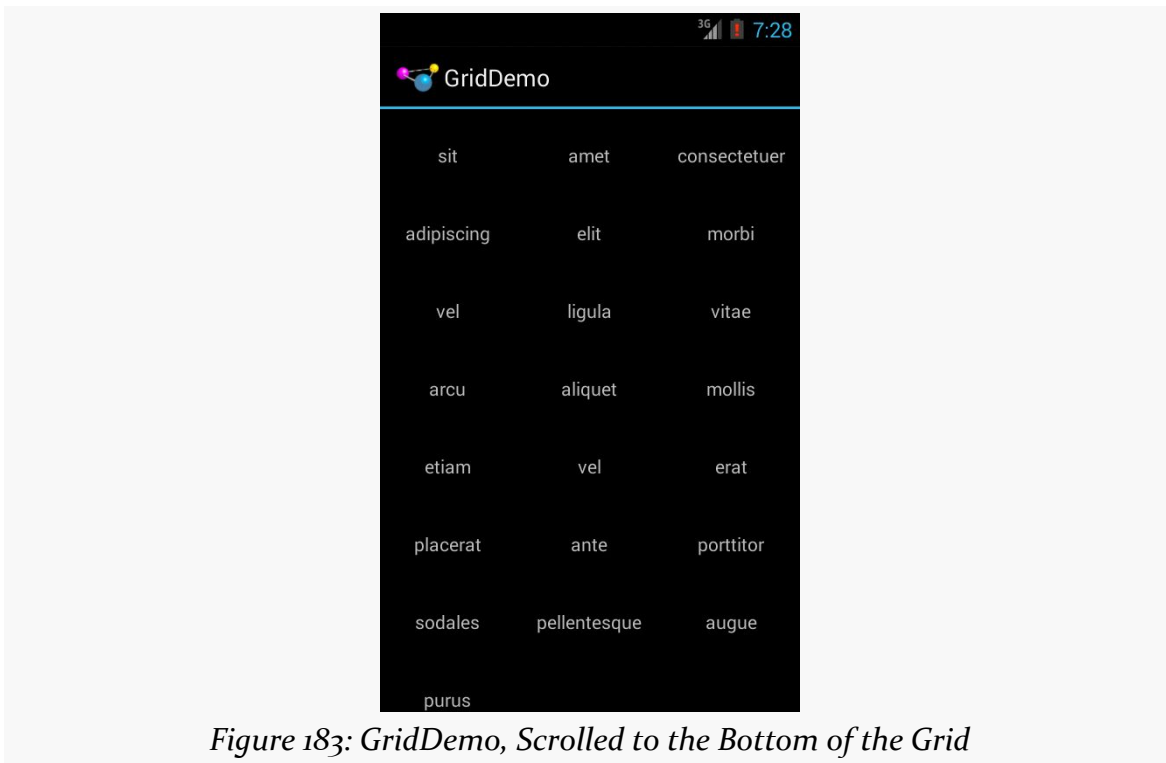 3G 7:28
GridDemo
sit amet consectetuer
adipiscing elit morbi
vel ligula vitae
arcu aliquet mollis
etiam vel erat
placerat ante porttitor
sodales pellentesque augue
purus
Figure 183: GridDemo, Scrolled to the Bottom of the Grid